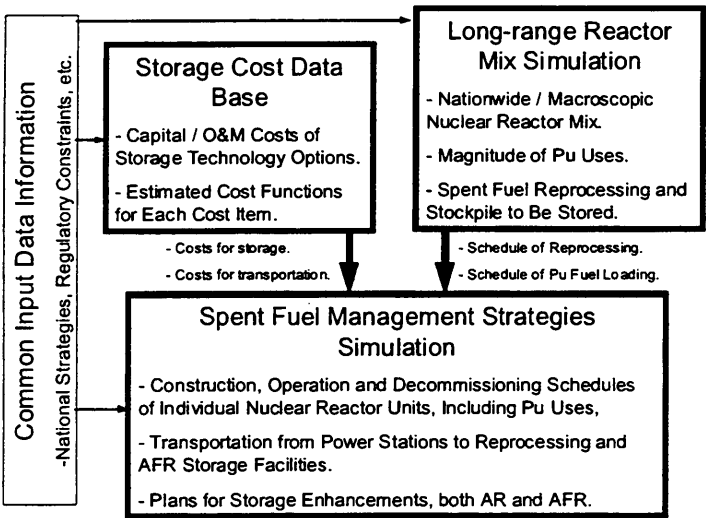 Common Input Data Information
-National Strategies, Regulatory Constraints, etc.
Storage Cost Data
Base
- Capital / O&M Costs of
Storage Technology Options.
- Estimated Cost Functions
for Each Cost Item.
Long-range Reactor
Mix Simulation
- Nationwide / Macroscopic
Nuclear Reactor Mix.
- Magnitude of Pu Uses.
- Spent Fuel Reprocessing and
Stockpile to Be Stored.
- Costs for storage.
- Costs for transportation.
- Schedule of Reprocessing.
- Schedule of Pu Fuel Loading.
Spent Fuel Management Strategies
Simulation
- Construction, Operation and Decommissioning Schedules
of Individual Nuclear Reactor Units, Including Pu Uses,
- Transportation from Power Stations to Reprocessing and
AFR Storage Facilities.
- Plans for Storage Enhancements, both AR and AFR.